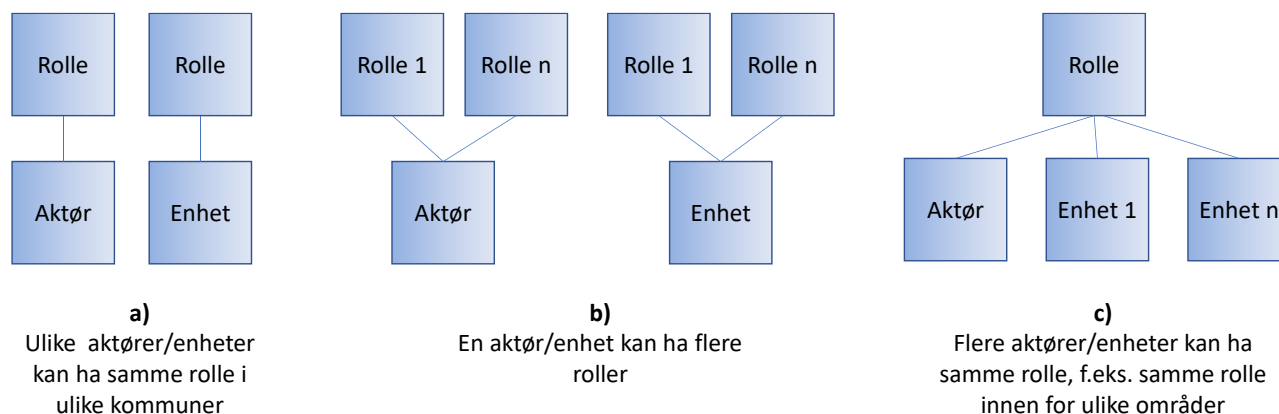 Rolle
Rolle
Aktør
Enhet
a)
Ulike aktører/enheter
kan ha samme rolle i
ulike kommuner
Rolle 1
Rolle n
Rolle 1
Rolle n
Aktør
Enhet
b)
En aktør/enhet kan ha flere
roller
Rolle
Aktør
Enhet 1
Enhet n
c)
Flere aktører/enheter kan ha
samme rolle, f.eks. samme rolle
innen for ulike områder